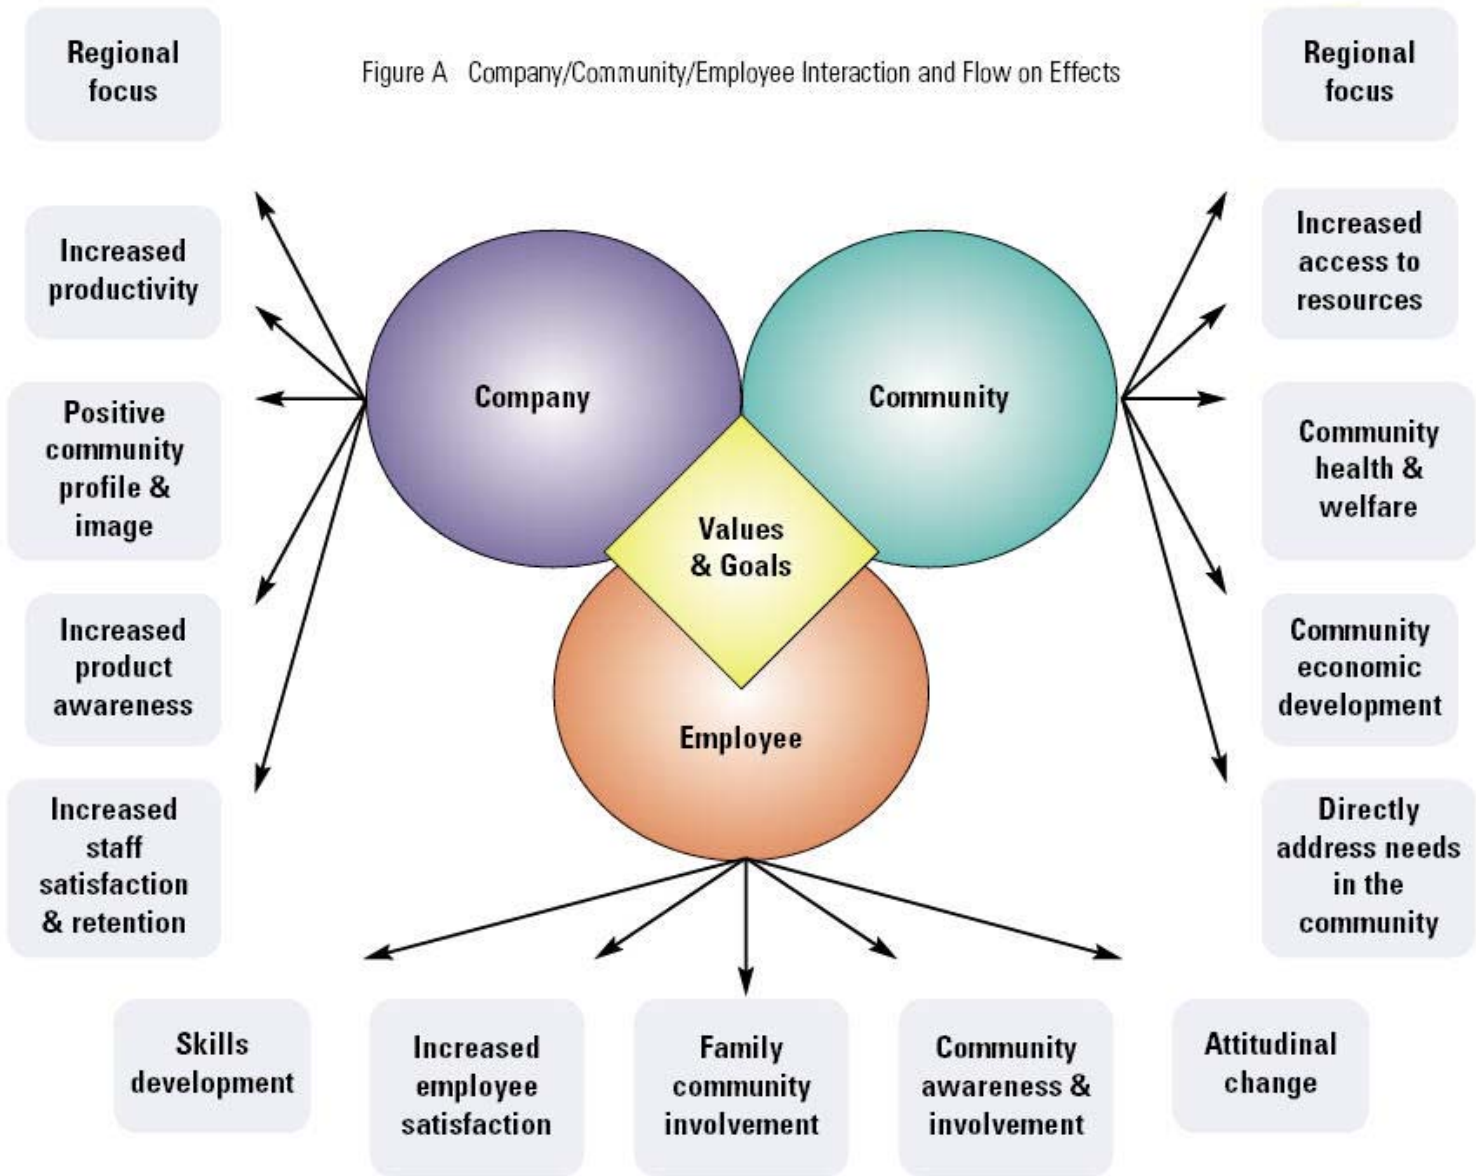 Figure A   Company/Community/Employee Interaction and Flow on Effects
Regional
focus
Increased
productivity
Positive
community
profile &
image
Increased
product
awareness
Increased
staff
satisfaction
& retention
Company
Community
Values
& Goals
Employee
Regional
focus
Increased
access to
resources
Community
health &
welfare
Community
economic
development
Directly
address needs
in the
community
Skills
development
Increased
employee
satisfaction
Family
community
involvement
Community
awareness &
involvement
Attitudinal
change